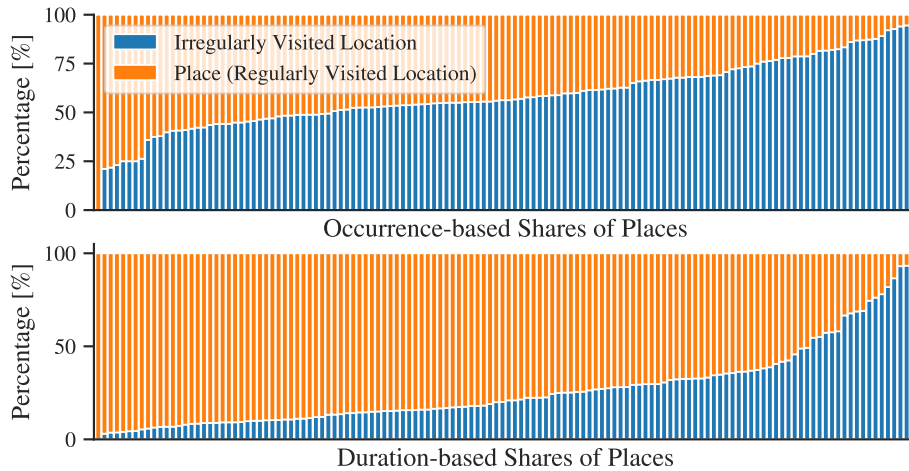 Percentage [%]
100
75
50
25
0
Irregularly Visited Location
Place (Regularly Visited Location)
Occurrence-based Shares of Places
Percentage [%]
100
50
0
Duration-based Shares of Places